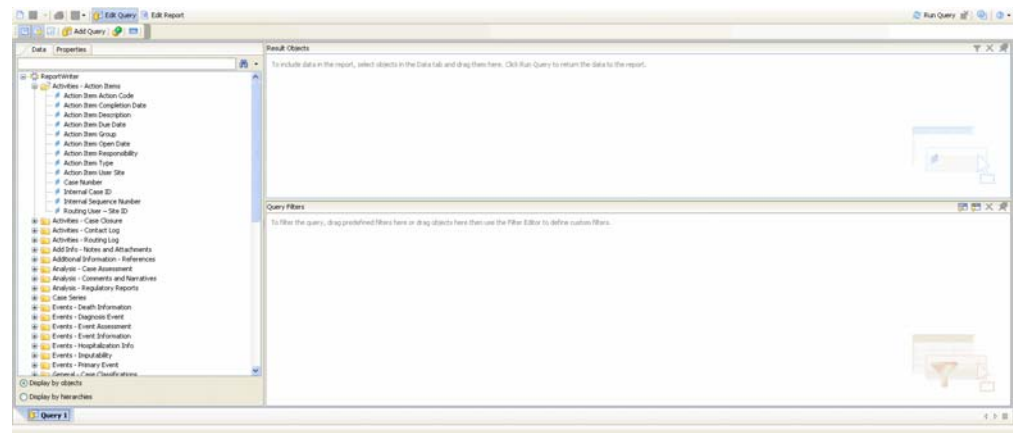 Edit Query Edit Report Run Query
Add Query
Data Properties
Result Objects
To include data in the report, select objects in the Data tab and drag them here. Click Run Query to return the data to the report.
ReportWriter
Activities - Action Items
Action Item Action Code
Action Item Completion Date
Action Item Description
Action Item Due Date
Action Item Group
Action Item Open Date
Action Item Responsibility
Action Item Type
Action Item User Site
Case Number
Internal Case ID
Internal Sequence Number
Routing User – Site ID
Activities - Case Closure
Activities - Contact Log
Activities - Routing Log
Add Info - Notes and Attachments
Additional Information - References
Analysis - Case Assessment
Analysis - Comments and Narratives
Analysis - Regulatory Reports
Case Series
Events - Death Information
Events - Diagnosis Event
Events - Event Assessment
Events - Event Information
Events - Hospitalization Info
Events - Imputability
Events - Primary Event
General - Case Classifications
Display by objects
Display by hierarchies
Query Filters
To filter the query, drag predefined filters here or drag objects here then use the Filter Editor to define custom filters.
Query 1